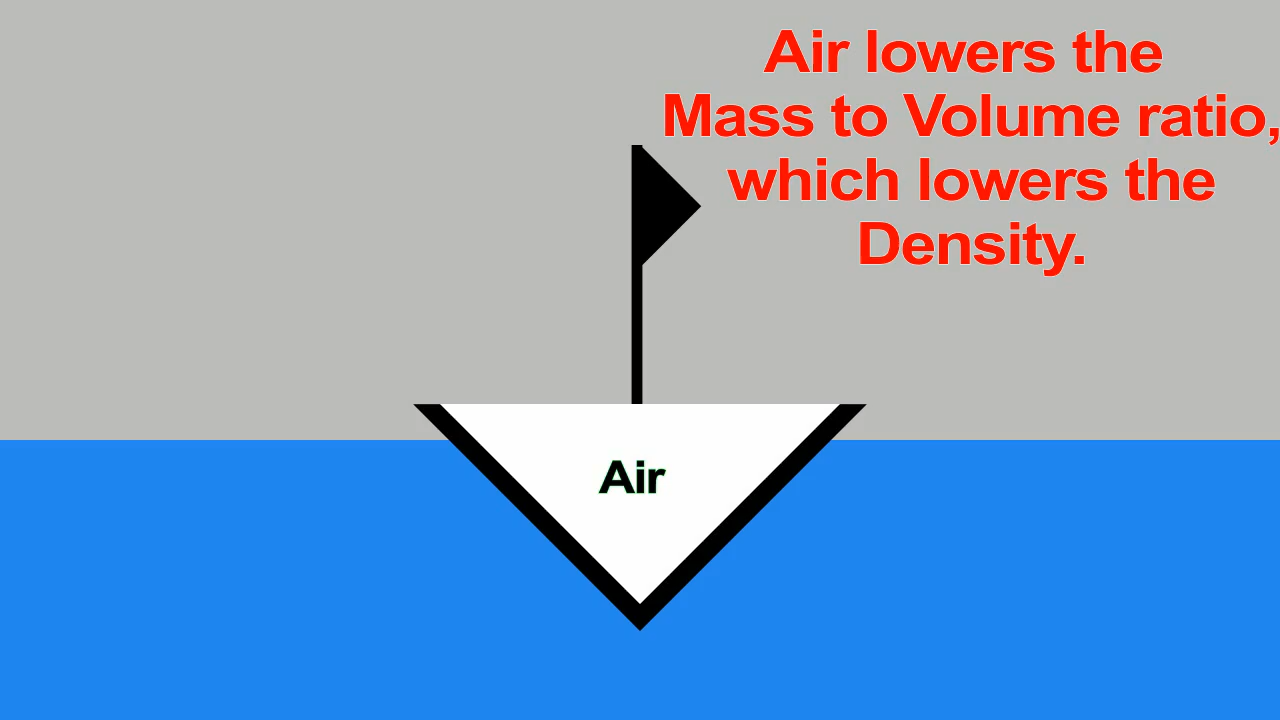 Air lowers the
Mass to Volume ratio,
which lowers the
Density.
Air